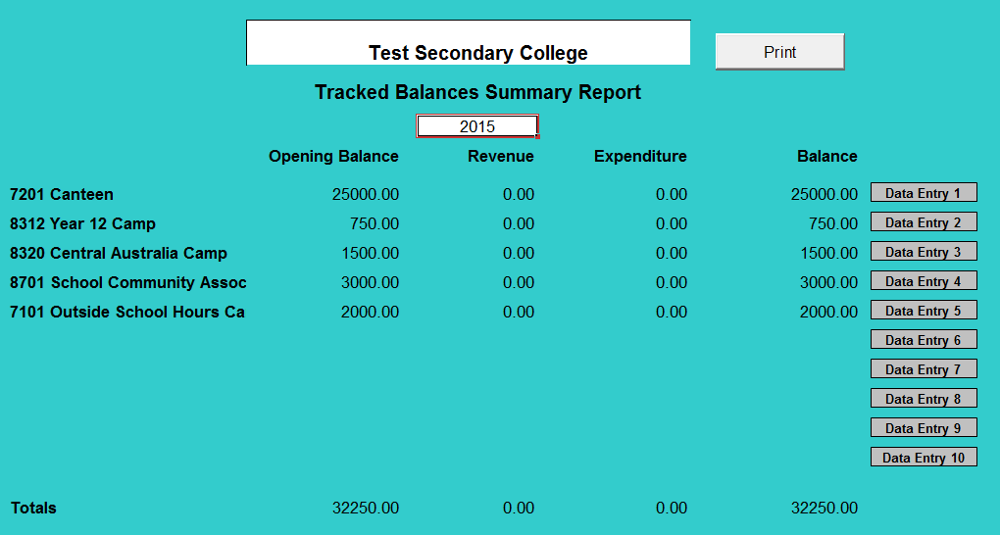 Test Secondary College
Print
Tracked Balances Summary Report
2015
Opening Balance Revenue Expenditure Balance
7201 Canteen 25000.00 0.00 0.00 25000.00 Data Entry 1
8312 Year 12 Camp 750.00 0.00 0.00 750.00 Data Entry 2
8320 Central Australia Camp 1500.00 0.00 0.00 1500.00 Data Entry 3
8701 School Community Assoc 3000.00 0.00 0.00 3000.00 Data Entry 4
7101 Outside School Hours Ca 2000.00 0.00 0.00 2000.00 Data Entry 5
Data Entry 6
Data Entry 7
Data Entry 8
Data Entry 9
Data Entry 10
Totals 32250.00 0.00 0.00 32250.00